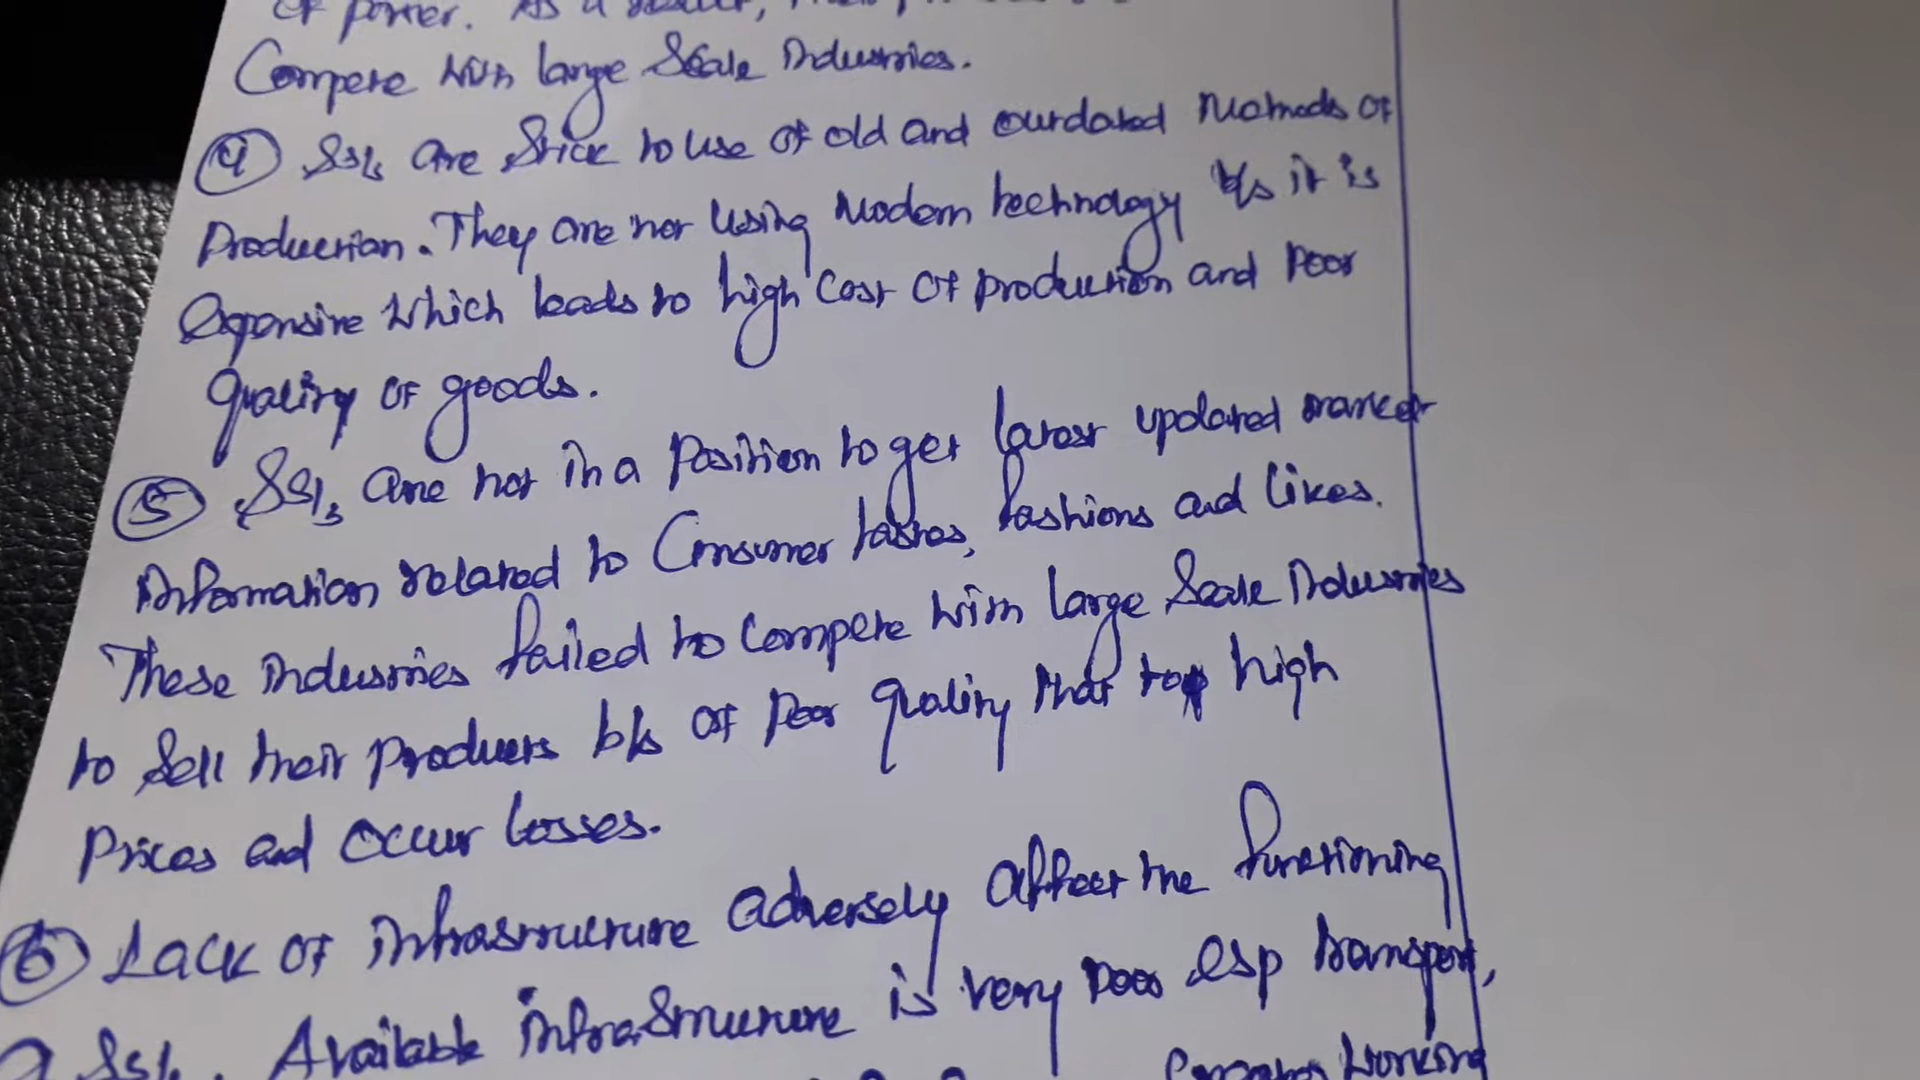 of power. As a result,
Compete with large Scale industries.
④ SSIs are Stick to use of old and outdated methods of
Production. They are not using modern technology b/s it is
expensive which leads to high cost of production and poor
quality of goods.
⑤ SSIs are not in a position to get latest updated market
information related to Consumer tastes, fashions and likes.
These industries failed to compete with large Scale industries
to sell their products b/s of poor quality that too high
Prices and occur losses.
⑥ Lack of infrastructure adversely affect the functioning
of SSIs. Available infrastructure is very poor esp transport,
working